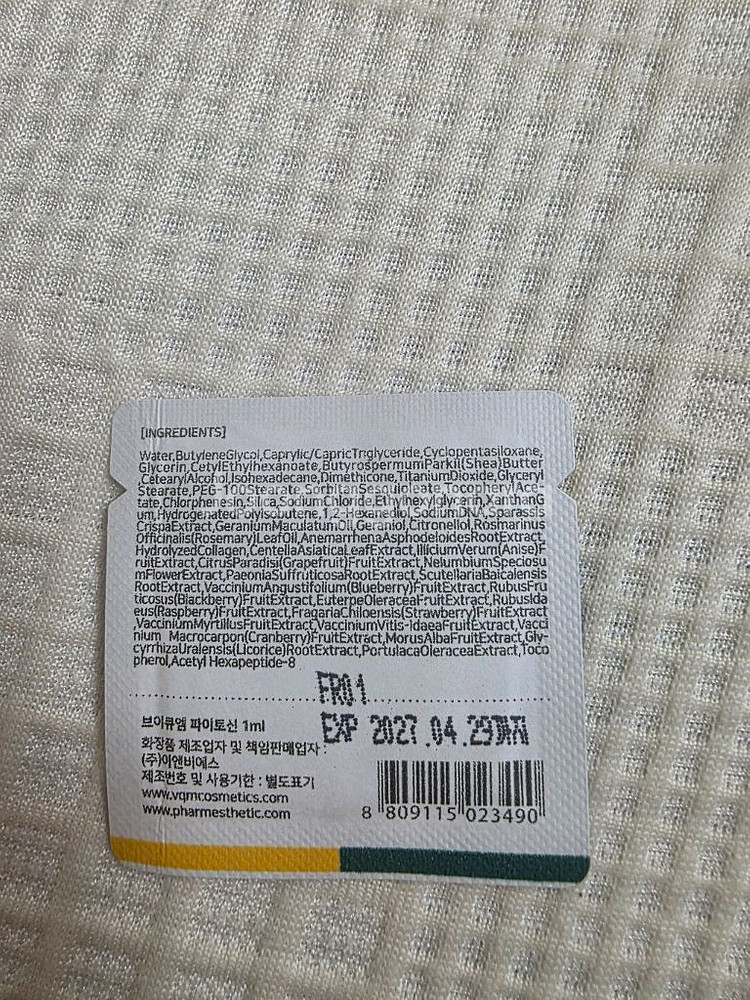 [INGREDIENTS]
Water,ButyleneGlycol,Caprylic/CapricTriglyceride,Cyclopentasiloxane,
Glycerin,CetylEthylhexanoate,ButyrospermumParkii(Shea)Butter
,CetearylAlcohol,Isohexadecane,Dimethicone,TitaniumDioxide,Glyceryl
Stearate,PEG-100Stearate,SorbitanSesquioleate,TocopherylAce-
tate,Chlorphenesin,Silica,SodiumChloride,Ethylhexylglycerin,XanthanG
um,HydrogenatedPolyisobutene,1,2-Hexanediol,SodiumDNA,Sparassis
CrispaExtract,GeraniumMaculatumOil,Geraniol,Citronellol,Rosmarinus
Officinalis(Rosemary)LeafOil,AnemarrhenaAsphodeloidesRootExtract,
HydrolyzedCollagen,CentellaAsiaticaLeafExtract,IlliciumVerum(Anise)F
ruitExtract,CitrusParadisi(Grapefruit)FruitExtract,NelumbiumSpeciosu
mFlowerExtract,PaeoniaSuffruticosaRootExtract,ScutellariaBaicalensis
RootExtract,VacciniumAngustifolium(Blueberry)FruitExtract,RubusFru
ticosus(Blackberry)FruitExtract,EuterpeOleraceaFruitExtract,RubusIda
eus(Raspberry)FruitExtract,FragariaChiloensis(Strawberry)FruitExtract
,VacciniumMyrtillusFruitExtract,VacciniumVitis-IdaeaFruitExtract,Vacci
nium Macrocarpon(Cranberry)FruitExtract,MorusAlbaFruitExtract,Gly-
cyrrhizaUralensis(Licorice)RootExtract,PortulacaOleraceaExtract,Toco
pherol,Acetyl Hexapeptide-8
FR01
브이큐엠 파이토신 1ml
EXP 2027.04.29까지
화장품 제조업자 및 책임판매업자 :
(주)이앤비에스
제조번호 및 사용기한 : 별도표기
www.vqmcosmetics.com
www.pharmesthetic.com
8 809115 023490